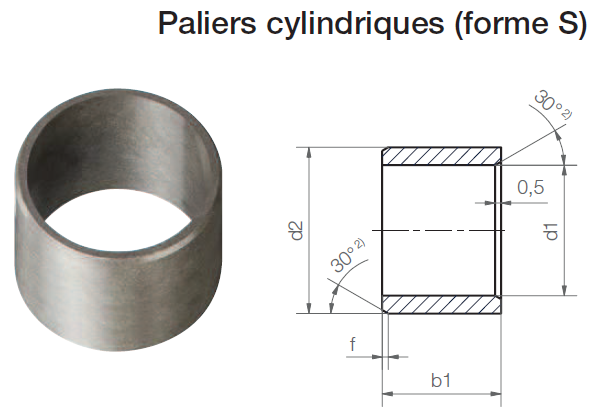 Paliers cylindriques (forme S)
30° 2)
0,5
d2
d1
30° 2)
f
b1